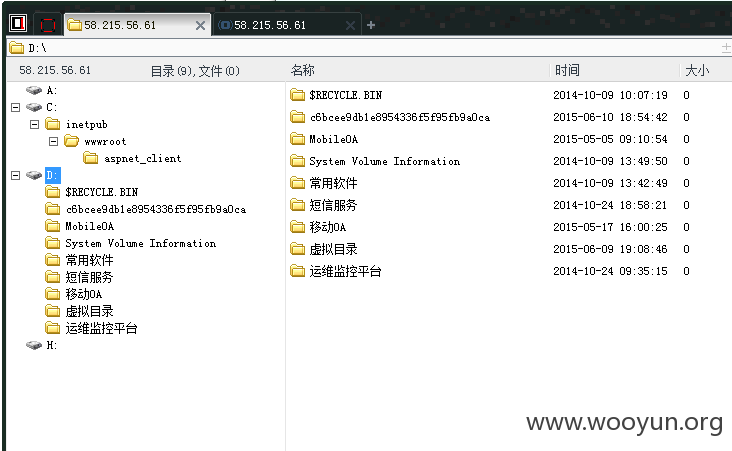 58.215.56.61 58.215.56.61
D:\
58.215.56.61 目录(9),文件(0) 名称 时间 大小
A:
C:
inetpub
wwwroot
aspnet_client
D:
$RECYCLE.BIN
c6bcee9db1e8954336f5f95fb9a0ca
MobileOA
System Volume Information
常用软件
短信服务
移动OA
虚拟目录
运维监控平台
H:
$RECYCLE.BIN 2014-10-09 10:07:19 0
c6bcee9db1e8954336f5f95fb9a0ca 2015-06-10 18:54:42 0
MobileOA 2015-05-05 09:10:54 0
System Volume Information 2014-10-09 13:49:50 0
常用软件 2014-10-09 13:42:49 0
短信服务 2014-10-24 18:58:21 0
移动OA 2015-05-17 16:00:25 0
虚拟目录 2015-06-09 19:08:46 0
运维监控平台 2014-10-24 09:35:15 0
www.wooyun.org